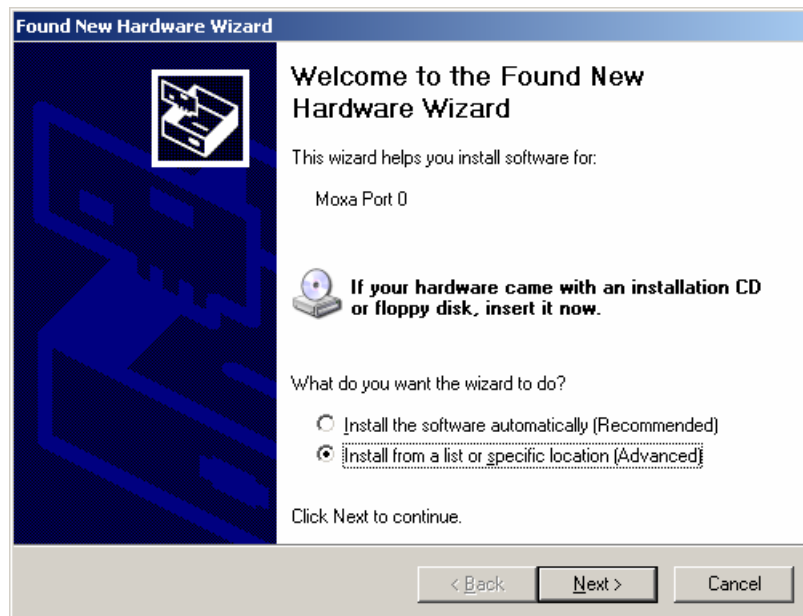 Found New Hardware Wizard
Welcome to the Found New
Hardware Wizard
This wizard helps you install software for:
Moxa Port 0
If your hardware came with an installation CD
or floppy disk, insert it now.
What do you want the wizard to do?
Install the software automatically (Recommended)
Install from a list or specific location (Advanced)
Click Next to continue.
< Back
Next >
Cancel